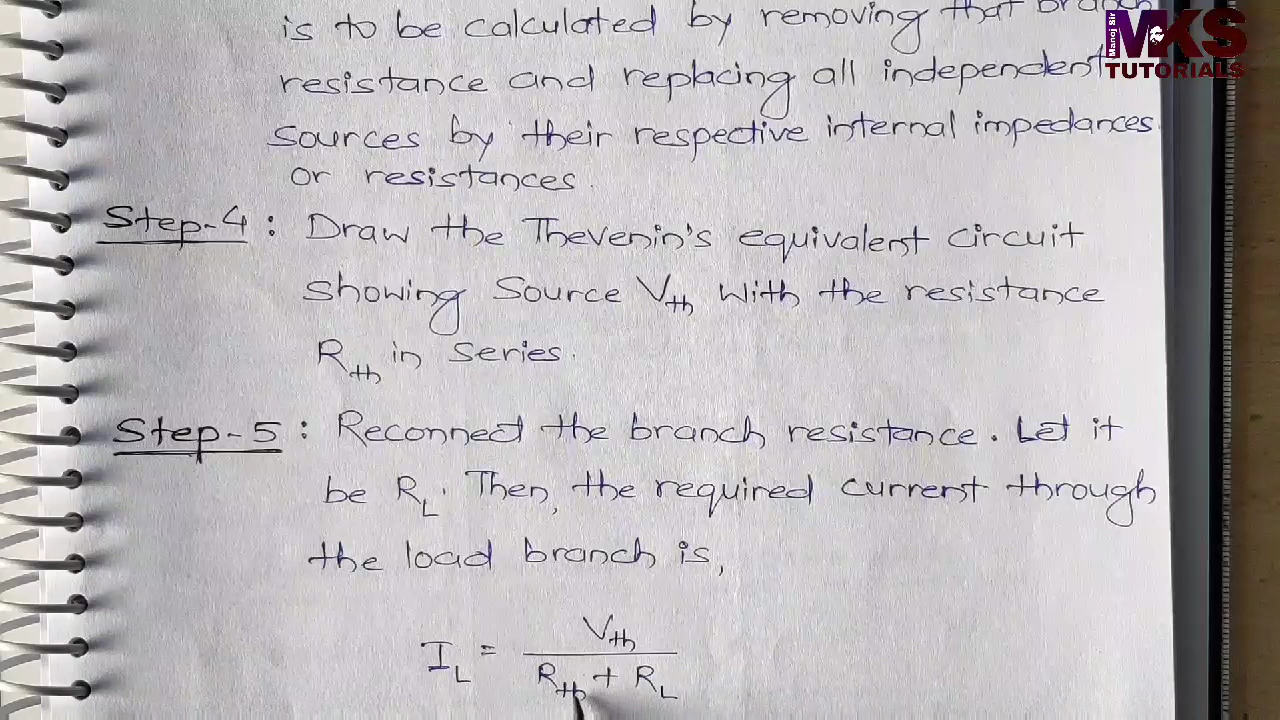 is to be calculated by removing that branch
resistance and replacing all independent
sources by their respective internal impedances
or resistances.
Step-4: Draw the Thevenin's equivalent circuit
showing source Vth with the resistance
Rth in series.
Step-5: Reconnect the branch resistance. Let it
be RL. Then, the required current through
the load branch is,
IL = Vth
Rth - RL
Manoj Sir
MKS
TUTORIALS